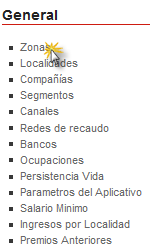 General
Zonas
Localidades
Compañías
Segmentos
Canales
Redes de recaudo
Bancos
Ocupaciones
Persistencia Vida
Parametros del Aplicativo
Salario Minimo
Ingresos por Localidad
Premios Anteriores